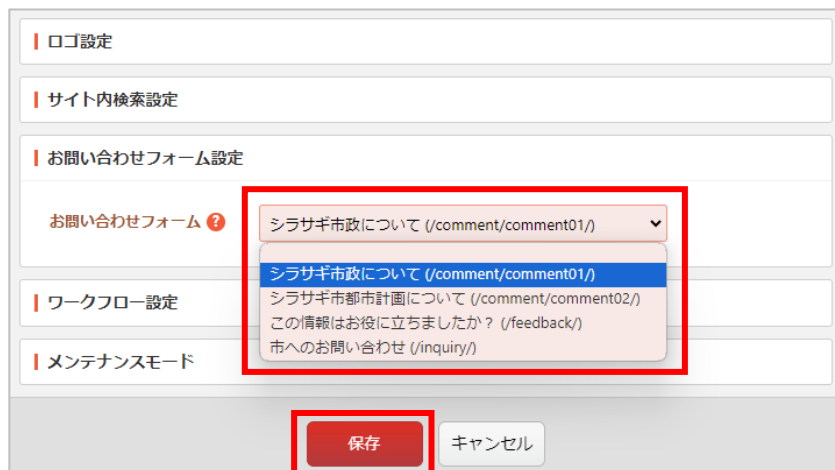 ロゴ設定
サイト内検索設定
お問い合わせフォーム設定
お問い合わせフォーム ?
シラサギ市政について (/comment/comment01/)
シラサギ市政について (/comment/comment01/)
シラサギ市都市計画について (/comment/comment02/)
この情報はお役に立ちましたか? (/feedback/)
市へのお問い合わせ (/inquiry/)
ワークフロー設定
メンテナンスモード
保存 キャンセル